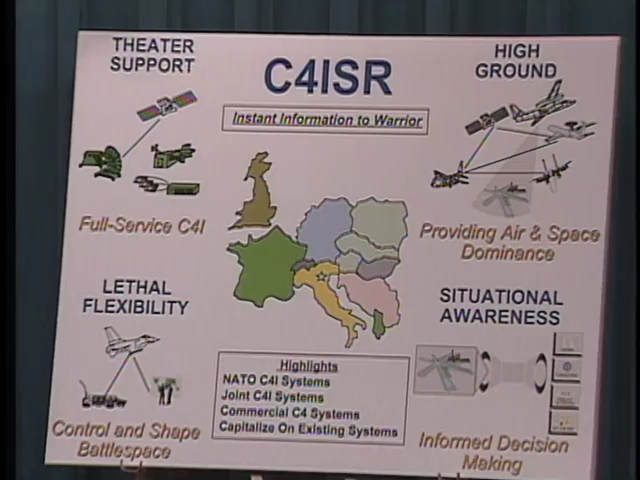 THEATER
SUPPORT
C4ISR
HIGH
GROUND
Instant Information to Warrior
Full-Service C4I
Providing Air & Space
Dominance
LETHAL
FLEXIBILITY
SITUATIONAL
AWARENESS
Highlights
NATO C4I Systems
Joint C4I Systems
Commercial C4 Systems
Capitalize On Existing Systems
Control and Shape
Battlespace
Informed Decision
Making